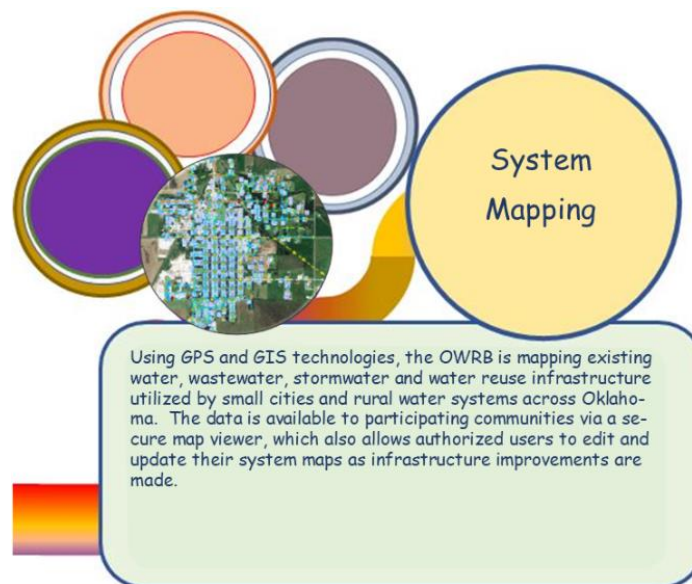 System
Mapping
Using GPS and GIS technologies, the OWRB is mapping existing
water, wastewater, stormwater and water reuse infrastructure
utilized by small cities and rural water systems across Oklaho-
ma.  The data is available to participating communities via a se-
cure map viewer, which also allows authorized users to edit and
update their system maps as infrastructure improvements are
made.